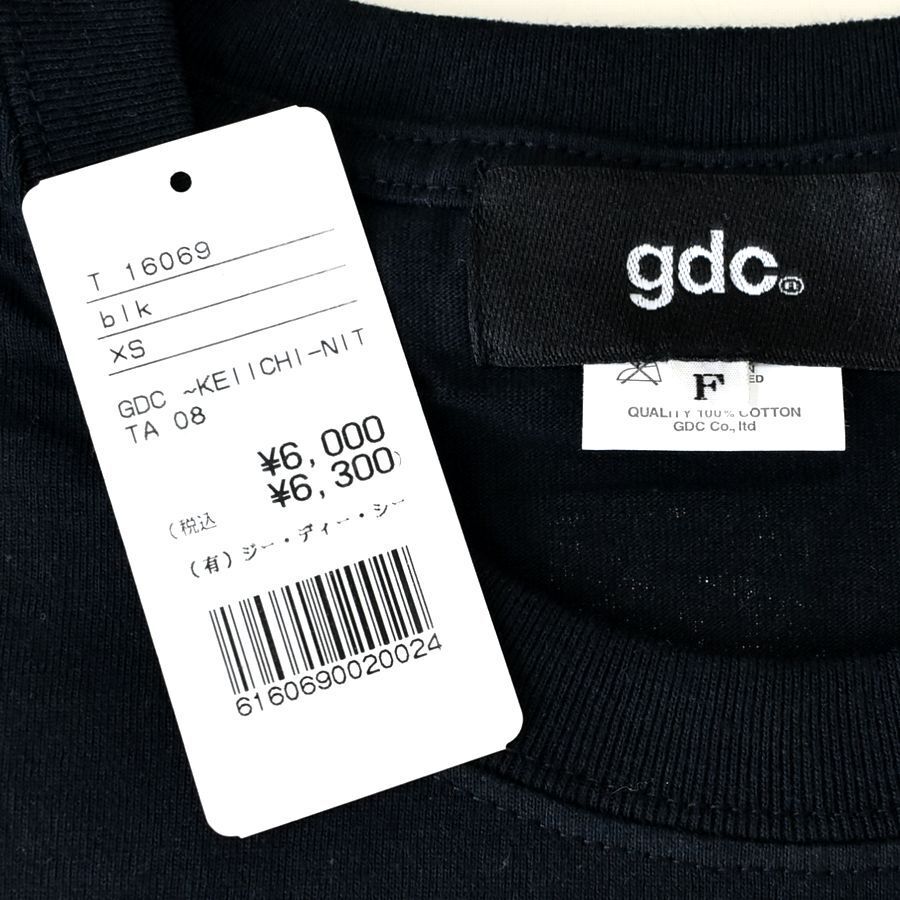 T 16069
blk
XS
GDC ~KEIICHI-NIT
TA 08
¥6,000
¥6,300)
(税込
(有)ジー・ディー・シー
6160690020024
gdc®
F
ED
QUALITY 100% COTTON
GDC Co., ltd